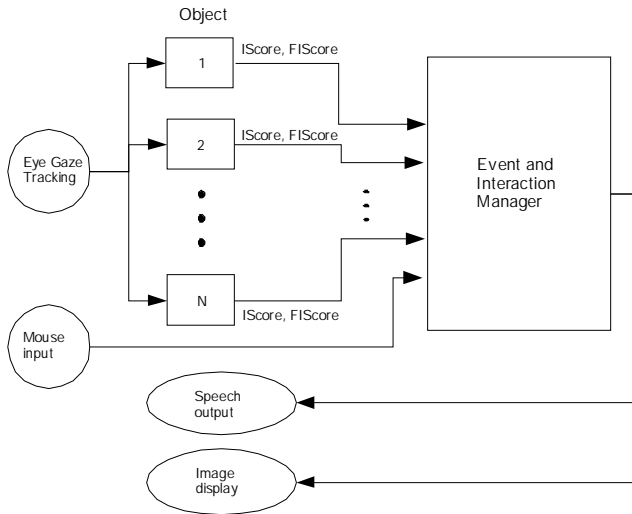 Object
1
IScore, FIScore
2
IScore, FIScore
Eye Gaze
Tracking
Event and
Interaction
Manager
N
IScore, FIScore
Mouse
input
Speech
output
Image
display